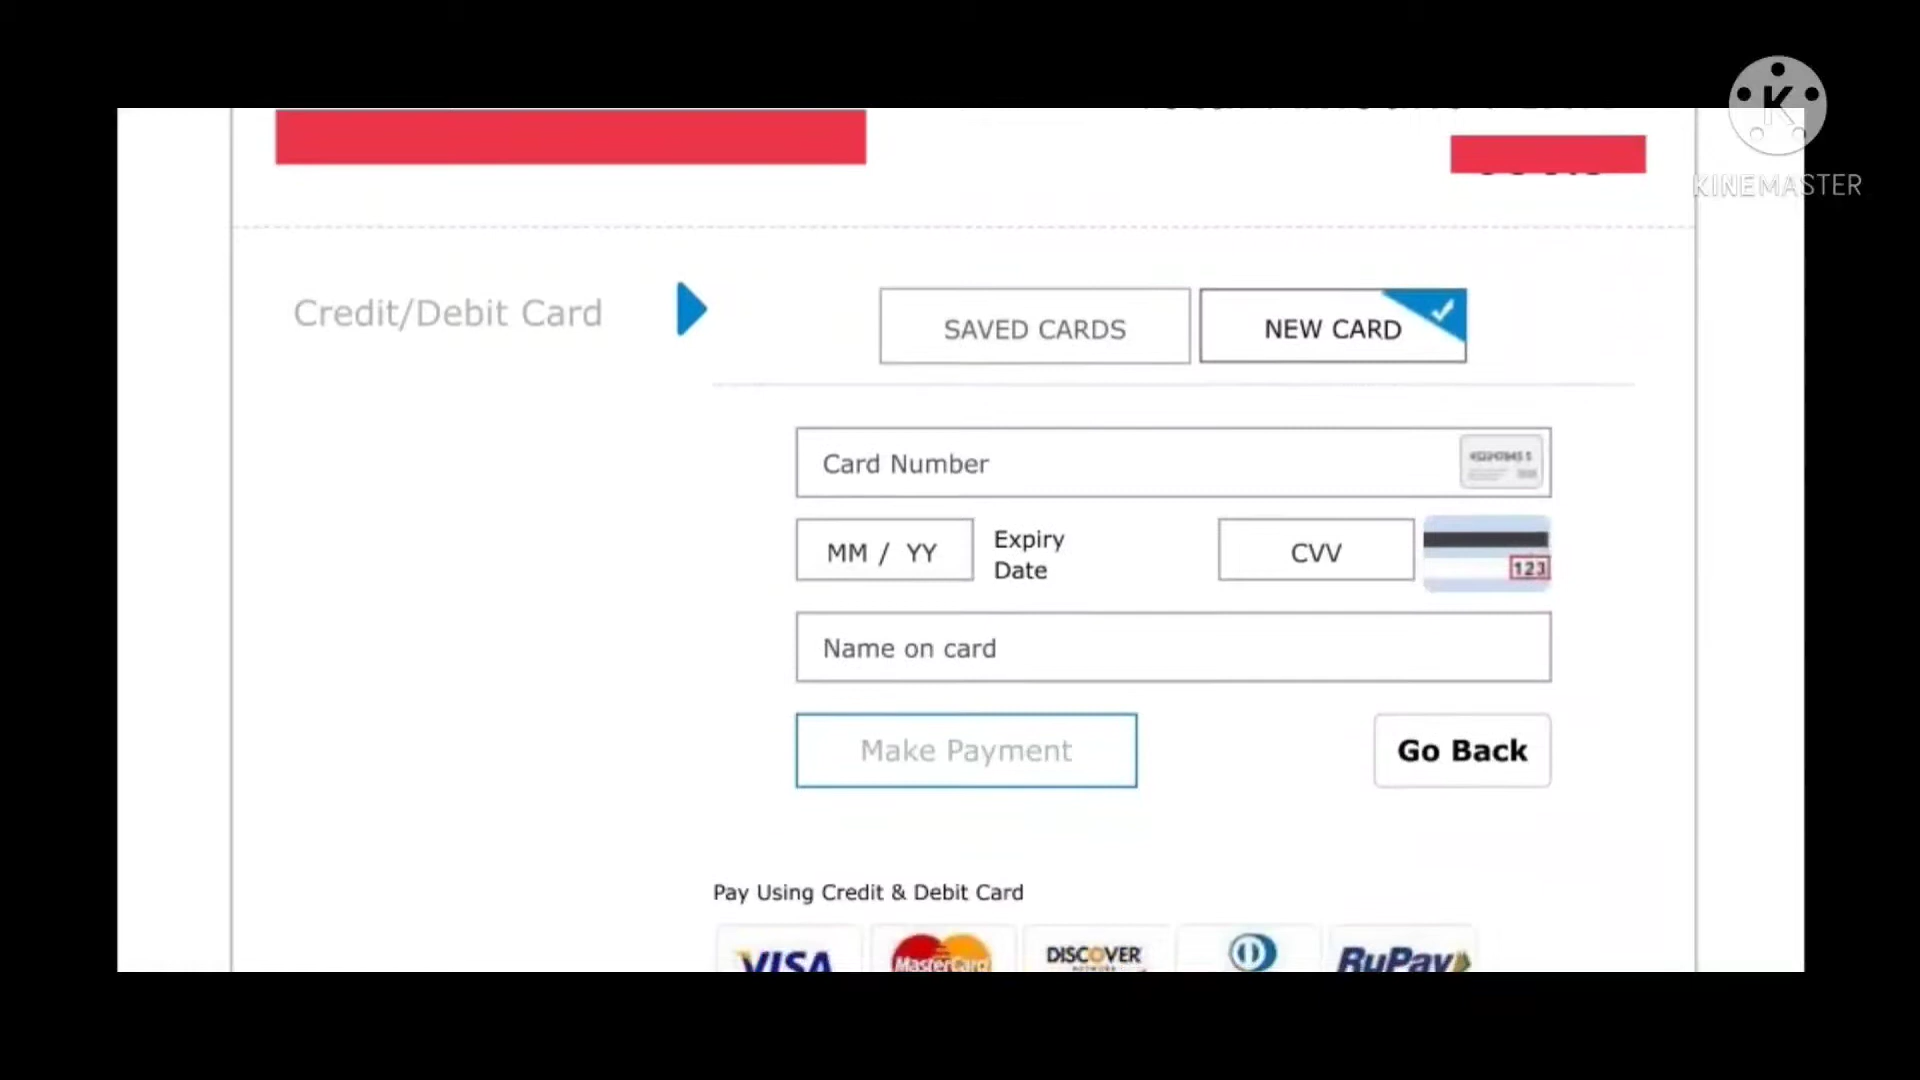 KINEMASTER
Credit/Debit Card
SAVED CARDS
NEW CARD
Card Number
MM / YY
Expiry
Date
CVV
123
Name on card
Make Payment
Go Back
Pay Using Credit & Debit Card
VISA
MasterCard
DISCOVER
RuPay